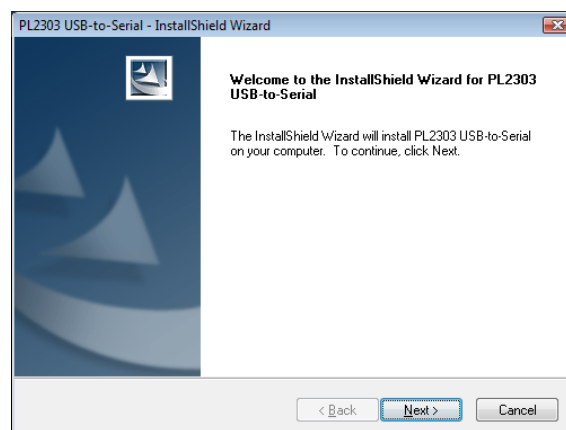 PL2303 USB-to-Serial - InstallShield Wizard
Welcome to the InstallShield Wizard for PL2303
USB-to-Serial
The InstallShield Wizard will install PL2303 USB-to-Serial
on your computer. To continue, click Next.
< Back Next > Cancel